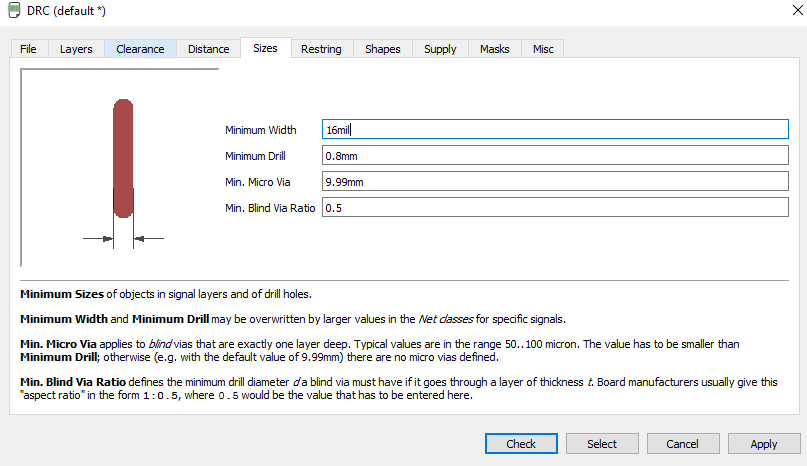 DRC (default *)
File Layers Clearance Distance Sizes Restring Shapes Supply Masks Misc
Minimum Width 16mil
Minimum Drill 0.8mm
Min. Micro Via 9.99mm
Min. Blind Via Ratio 0.5
Minimum Sizes of objects in signal layers and of drill holes.
Minimum Width and Minimum Drill may be overwritten by larger values in the Net classes for specific signals.
Min. Micro Via applies to blind vias that are exactly one layer deep. Typical values are in the range 50..100 micron. The value has to be smaller than
Minimum Drill; otherwise (e.g. with the default value of 9.99mm) there are no micro vias defined.
Min. Blind Via Ratio defines the minimum drill diameter d a blind via must have if it goes through a layer of thickness t. Board manufacturers usually give this
"aspect ratio" in the form 1:0.5, where 0.5 would be the value that has to be entered here.
Check Select Cancel Apply